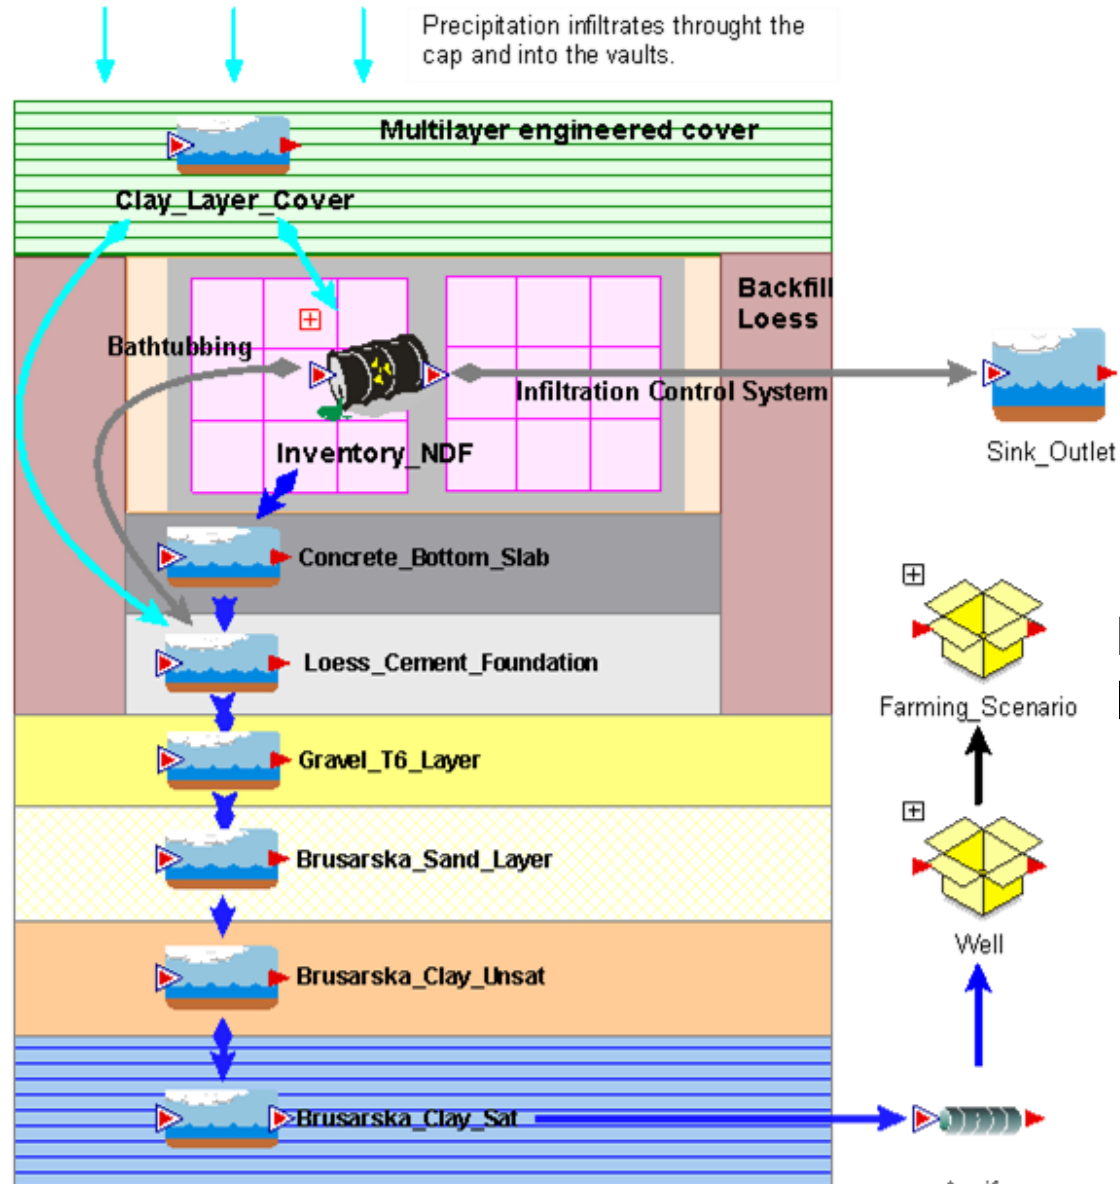 Precipitation infiltrates throught the
cap and into the vaults.
Multilayer engineered cover
Clay_Layer_Cover
Backfill
Loess
Bathtubbing
Infiltration Control System
Inventory_NDF
Sink_Outlet
Concrete_Bottom_Slab
Loess_Cement_Foundation
Farming_Scenario
Gravel_T6_Layer
Brusarska_Sand_Layer
Well
Brusarska_Clay_Unsat
Brusarska_Clay_Sat